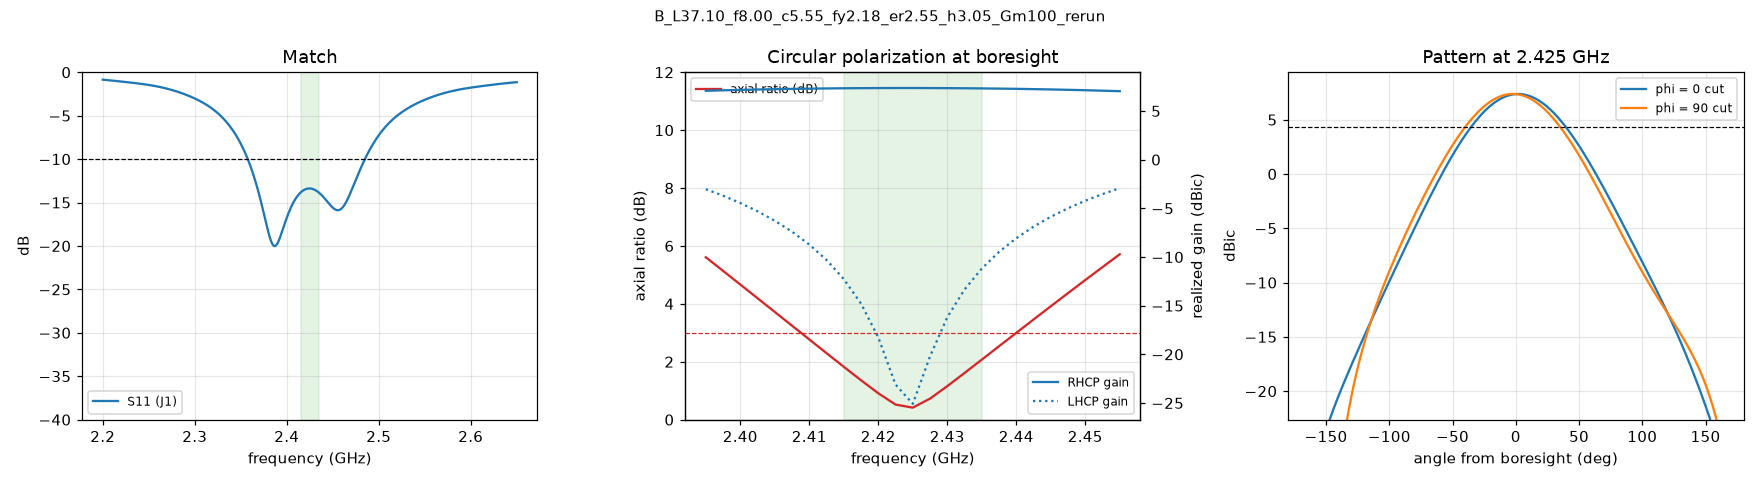 B_L37.10_f8.00_c5.55_fy2.18_er2.55_h3.05_Gm100_rerun
Match
0
−5
−10
−15
−20
−25
−30
−35
−40
dB
S11 (J1)
2.2
2.3
2.4
2.5
2.6
frequency (GHz)
Circular polarization at boresight
12
10
8
6
4
2
0
axial ratio (dB)
axial ratio (dB)
5
0
−5
−10
−15
−20
−25
realized gain (dBic)
RHCP gain
LHCP gain
2.40
2.41
2.42
2.43
2.44
2.45
frequency (GHz)
Pattern at 2.425 GHz
phi = 0 cut
phi = 90 cut
5
0
−5
−10
−15
−20
dBic
−150
−100
−50
0
50
100
150
angle from boresight (deg)